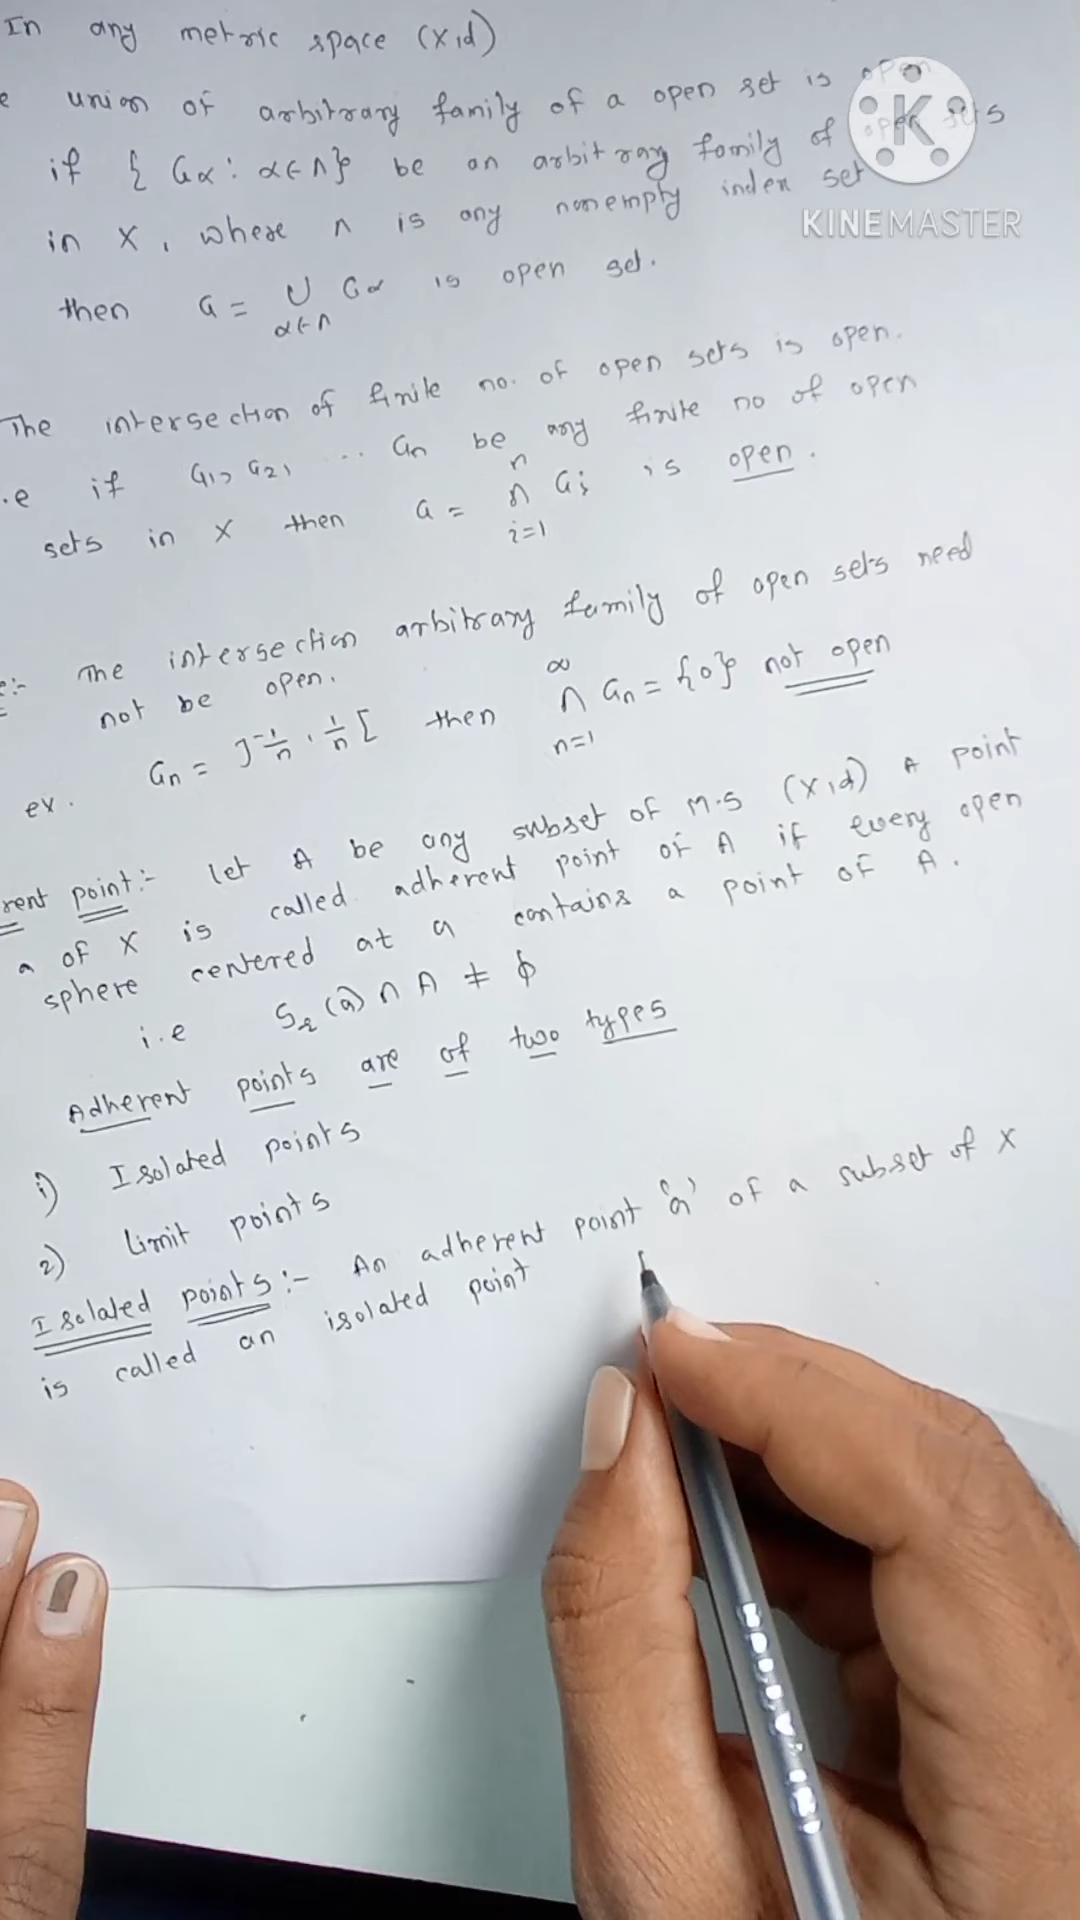 In any metric space (X,d)
e union of arbitrary family of a open set is open
if { Gα : α∈Λ} be an arbitrary family of open sets
in X, where Λ is any nonempty index set
then G = ∪ Gα is open set.
α∈Λ
The intersection of finite no. of open sets is open.
.e if G1, G2, ... Gn be any finite no of open
sets in X then G = n ∩ i=1 Gi is open.
e:- The intersection arbitrary family of open sets need
not be open.
ex. Gn = ]-1/n, 1/n[ then ∞ ∩ n=1 Gn = {0} not open
rent point:- let A be any subset of M.S (X,d) A point
a of X is called adherent point of A if every open
sphere centered at a contains a point of A.
i.e Sr(a) ∩ A ≠ ϕ
Adherent points are of two types
1) Isolated points
2) Limit points
Isolated points:- An adherent point 'a' of a subset of X
is called an isolated point
KINEMASTER